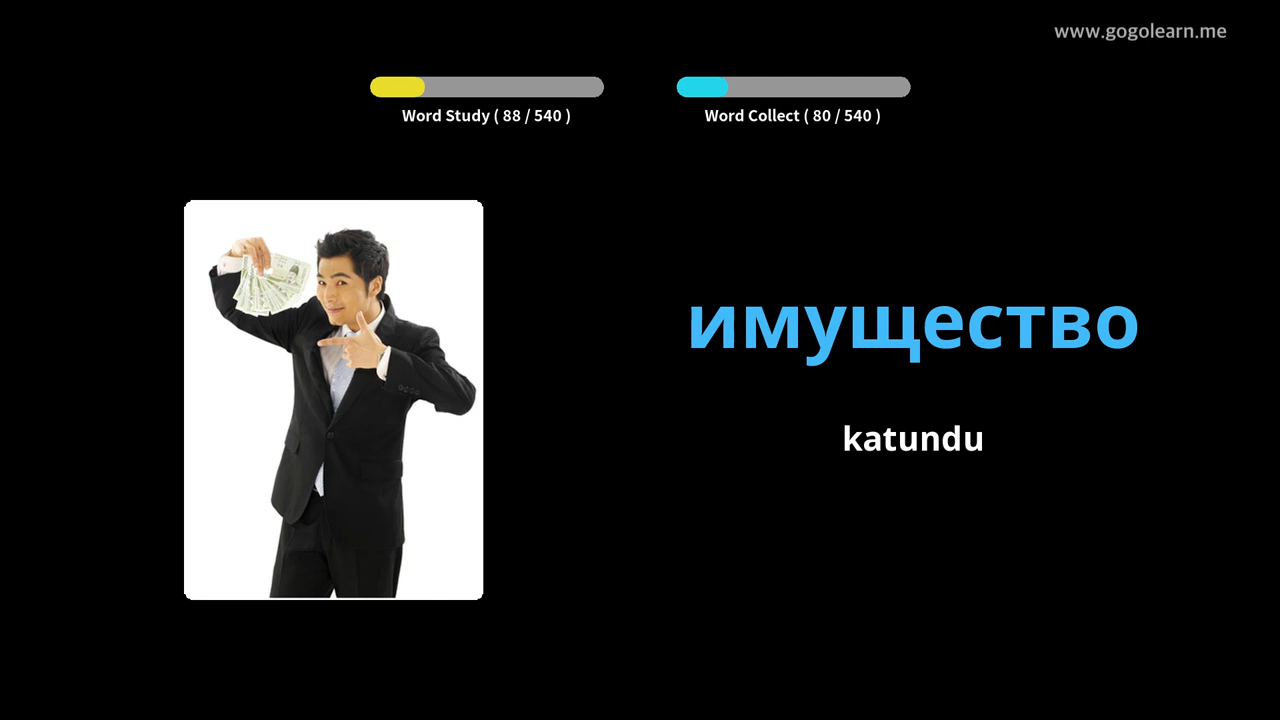 www.gogolearn.me
Word Study ( 88 / 540 )
Word Collect ( 80 / 540 )
имущество
katundu